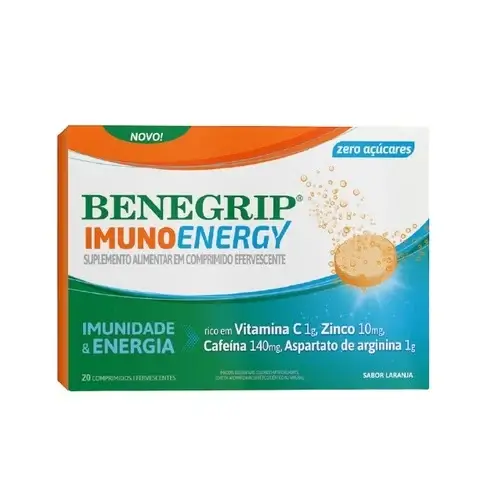 NOVO!
zero açúcares
BENEGRIP®
IMUNOENERGY
SUPLEMENTO ALIMENTAR EM COMPRIMIDO EFERVESCENTE
IMUNIDADE
& ENERGIA
rico em Vitamina C 1g, Zinco 10mg,
Cafeína 140mg, Aspartato de arginina 1g
20 COMPRIMIDOS EFERVESCENTES
SABOR LARANJA